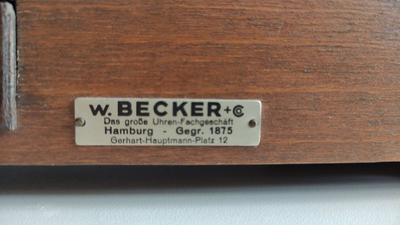 W. BECKER + Co
Das große Uhren-Fachgeschäft
Hamburg - Gegr. 1875
Gerhart-Hauptmann-Platz 12